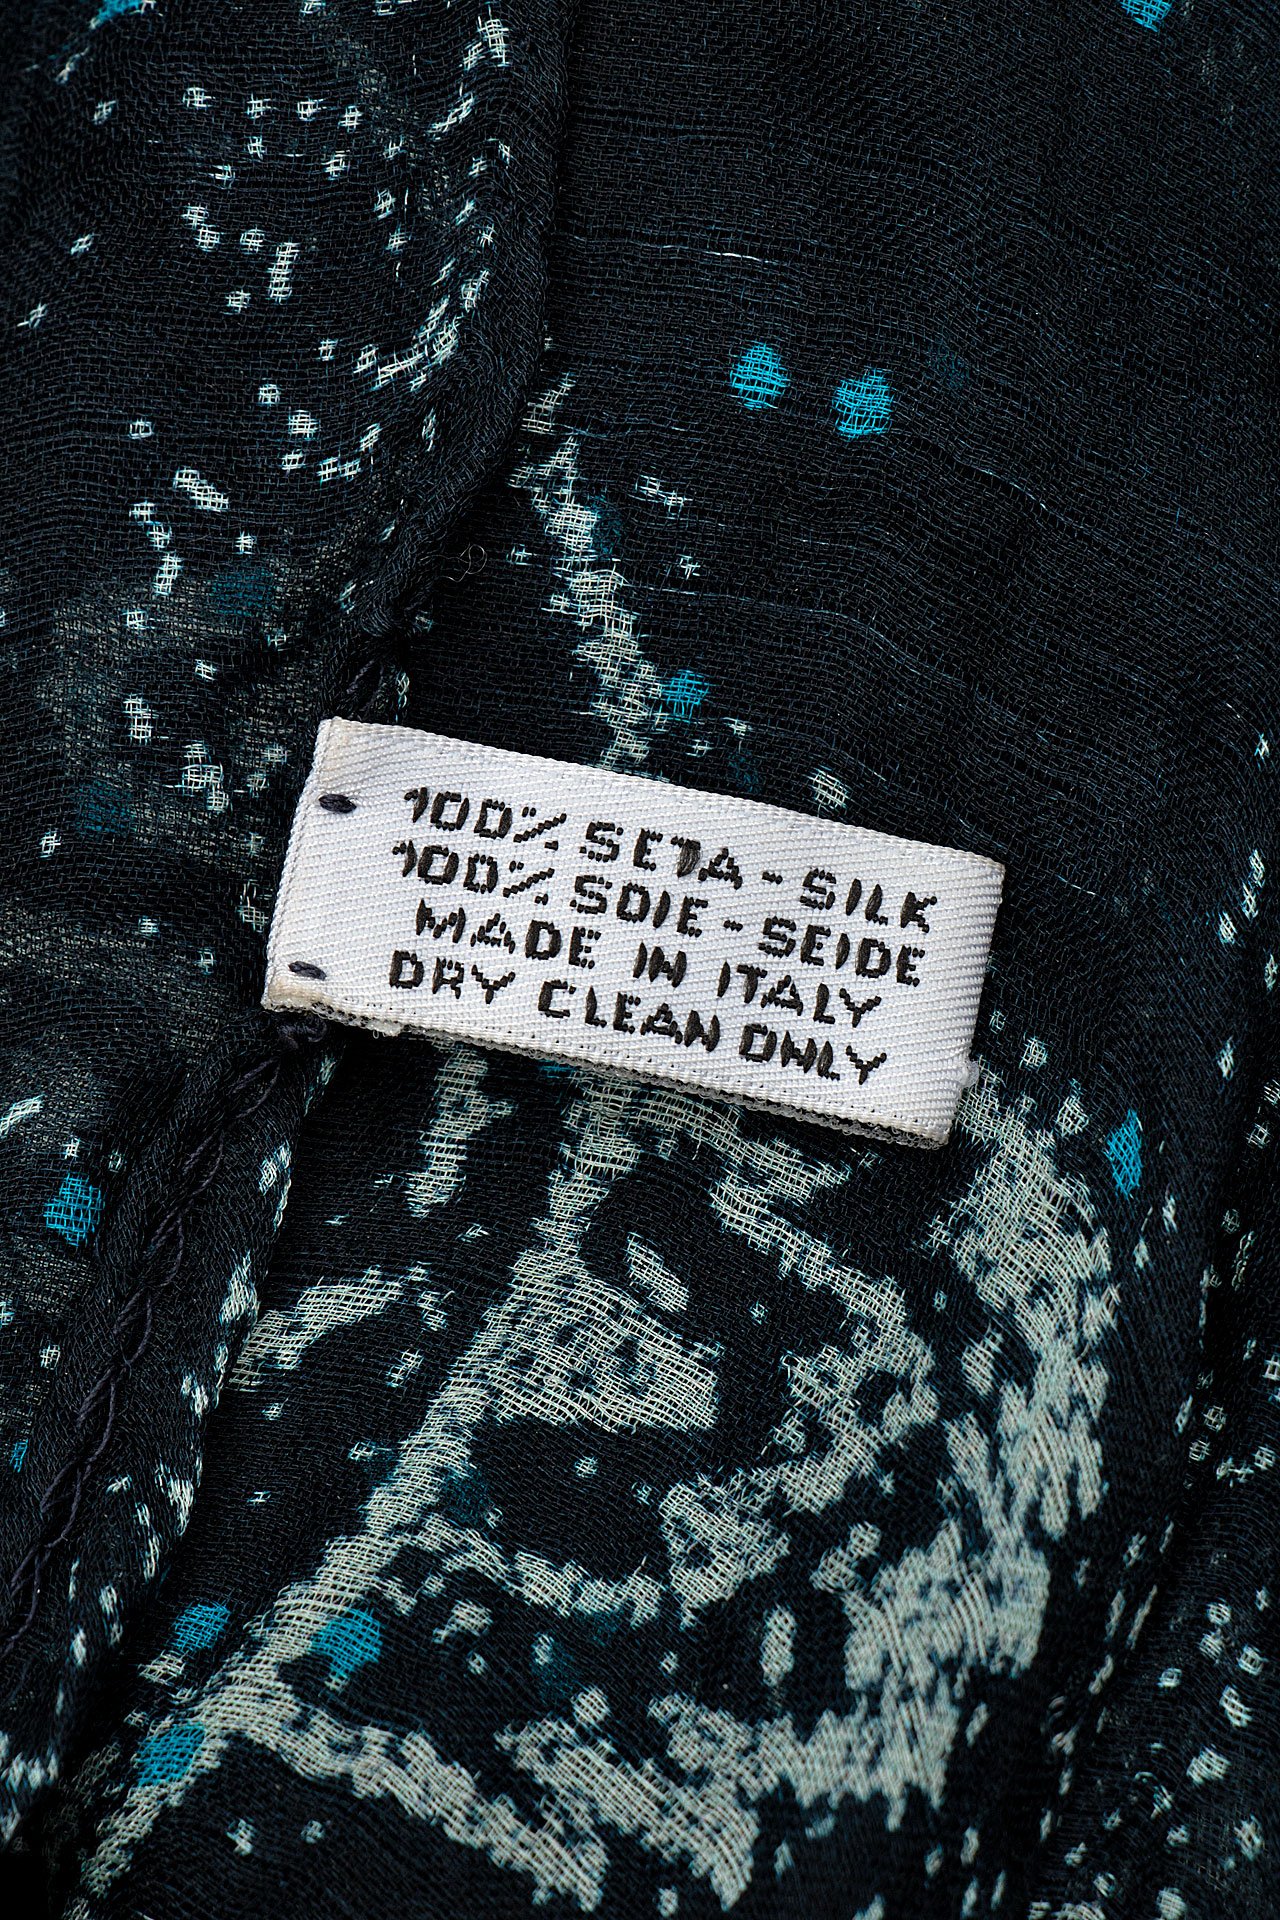 100% SETA - SILK
100% SOIE - SEIDE
MADE IN ITALY
DRY CLEAN ONLY